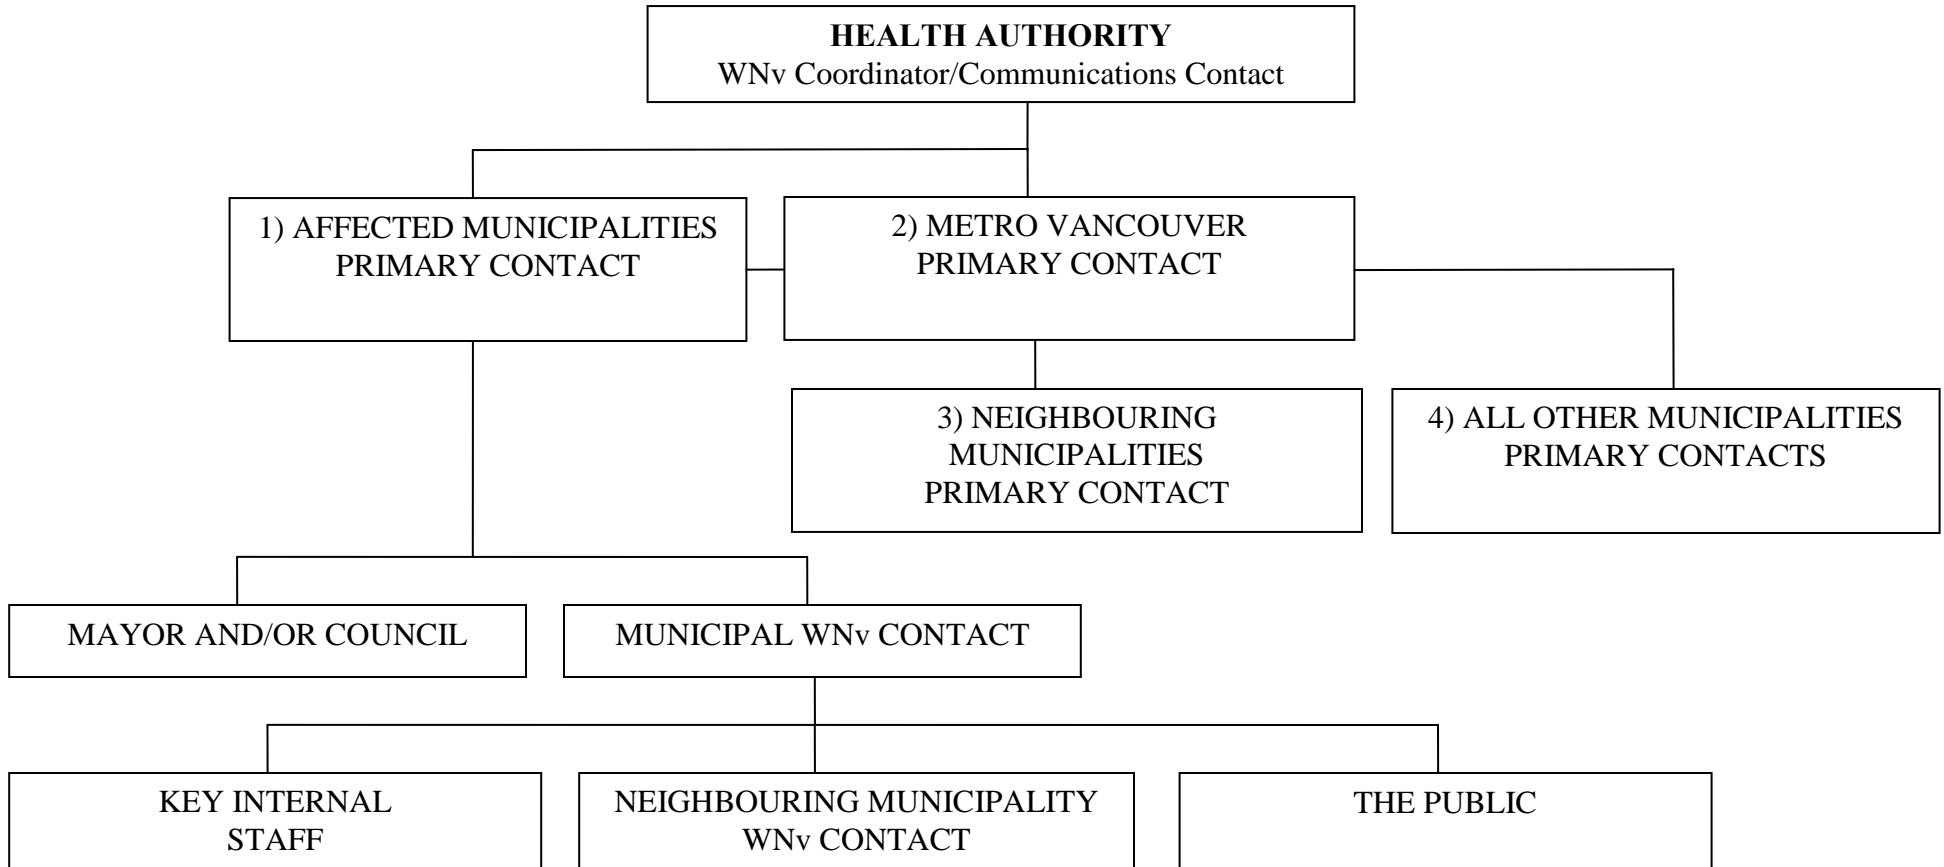 HEALTH AUTHORITY
WNv Coordinator/Communications Contact
1) AFFECTED MUNICIPALITIES
PRIMARY CONTACT
2) METRO VANCOUVER
PRIMARY CONTACT
3) NEIGHBOURING
MUNICIPALITIES
PRIMARY CONTACT
4) ALL OTHER MUNICIPALITIES
PRIMARY CONTACTS
MAYOR AND/OR COUNCIL
MUNICIPAL WNv CONTACT
KEY INTERNAL
STAFF
NEIGHBOURING MUNICIPALITY
WNv CONTACT
THE PUBLIC